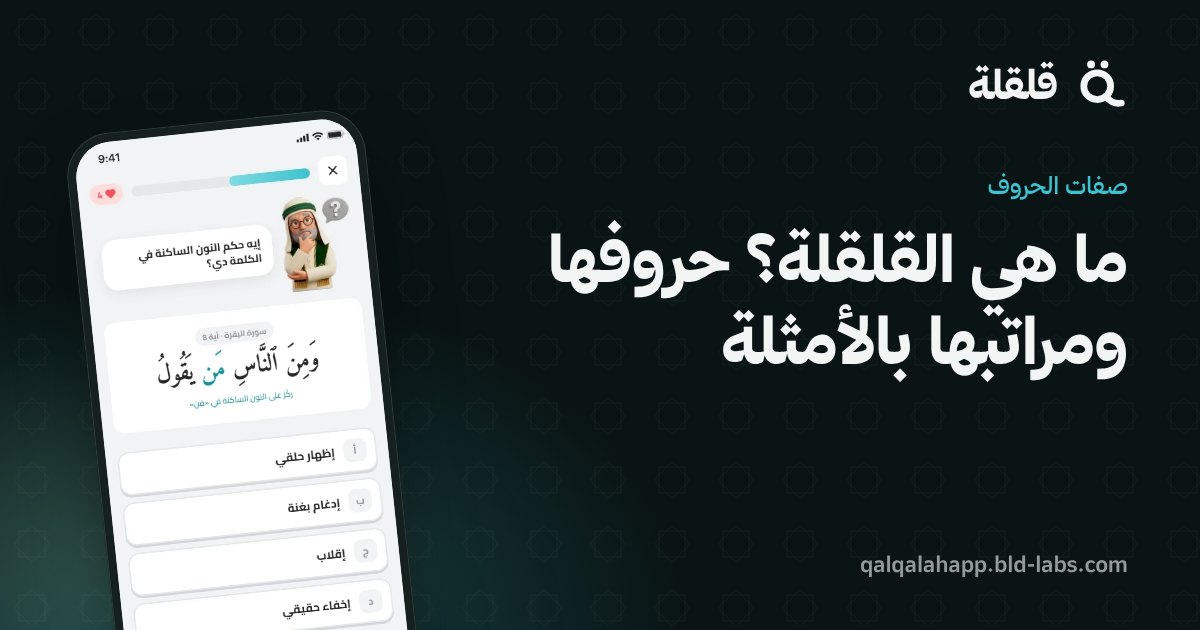 قلقلة
صفات الحروف
ما هي القلقلة؟ حروفها
ومراتبها بالأمثلة
qalqalahapp.bld-labs.com
9:41
4
؟
إيه حكم النون الساكنة في
الكلمة دي؟
سورة البقرة · آية 8
وَمِنَ ٱلنَّاسِ مَن يَقُولُ
ركّز على النون الساكنة في «مَن»
أ إظهار حلقي
ب إدغام بغنة
ج إقلاب
د إخفاء حقيقي